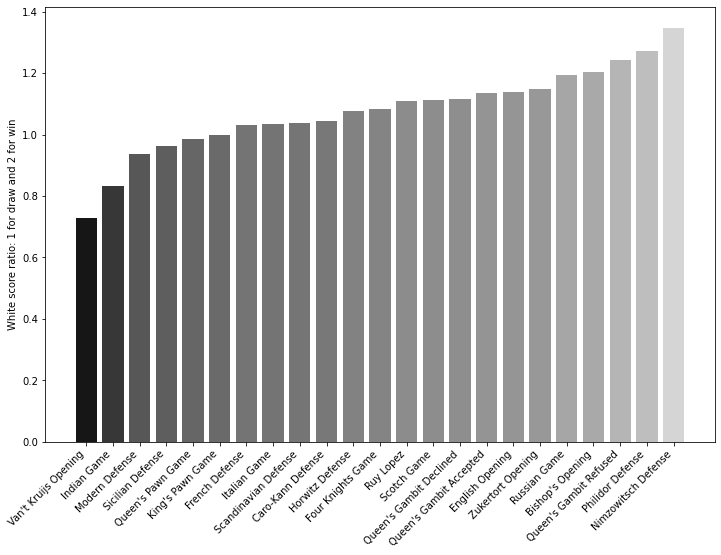 White score ratio: 1 for draw and 2 for win
1.4
1.2
1.0
0.8
0.6
0.4
0.2
0.0
Van't Kruijs Opening
Indian Game
Modern Defense
Sicilian Defense
Queen's Pawn Game
King's Pawn Game
French Defense
Italian Game
Scandinavian Defense
Caro-Kann Defense
Horwitz Defense
Four Knights Game
Ruy Lopez
Scotch Game
Queen's Gambit Declined
Queen's Gambit Accepted
English Opening
Zukertort Opening
Russian Game
Bishop's Opening
Queen's Gambit Refused
Philidor Defense
Nimzowitsch Defense